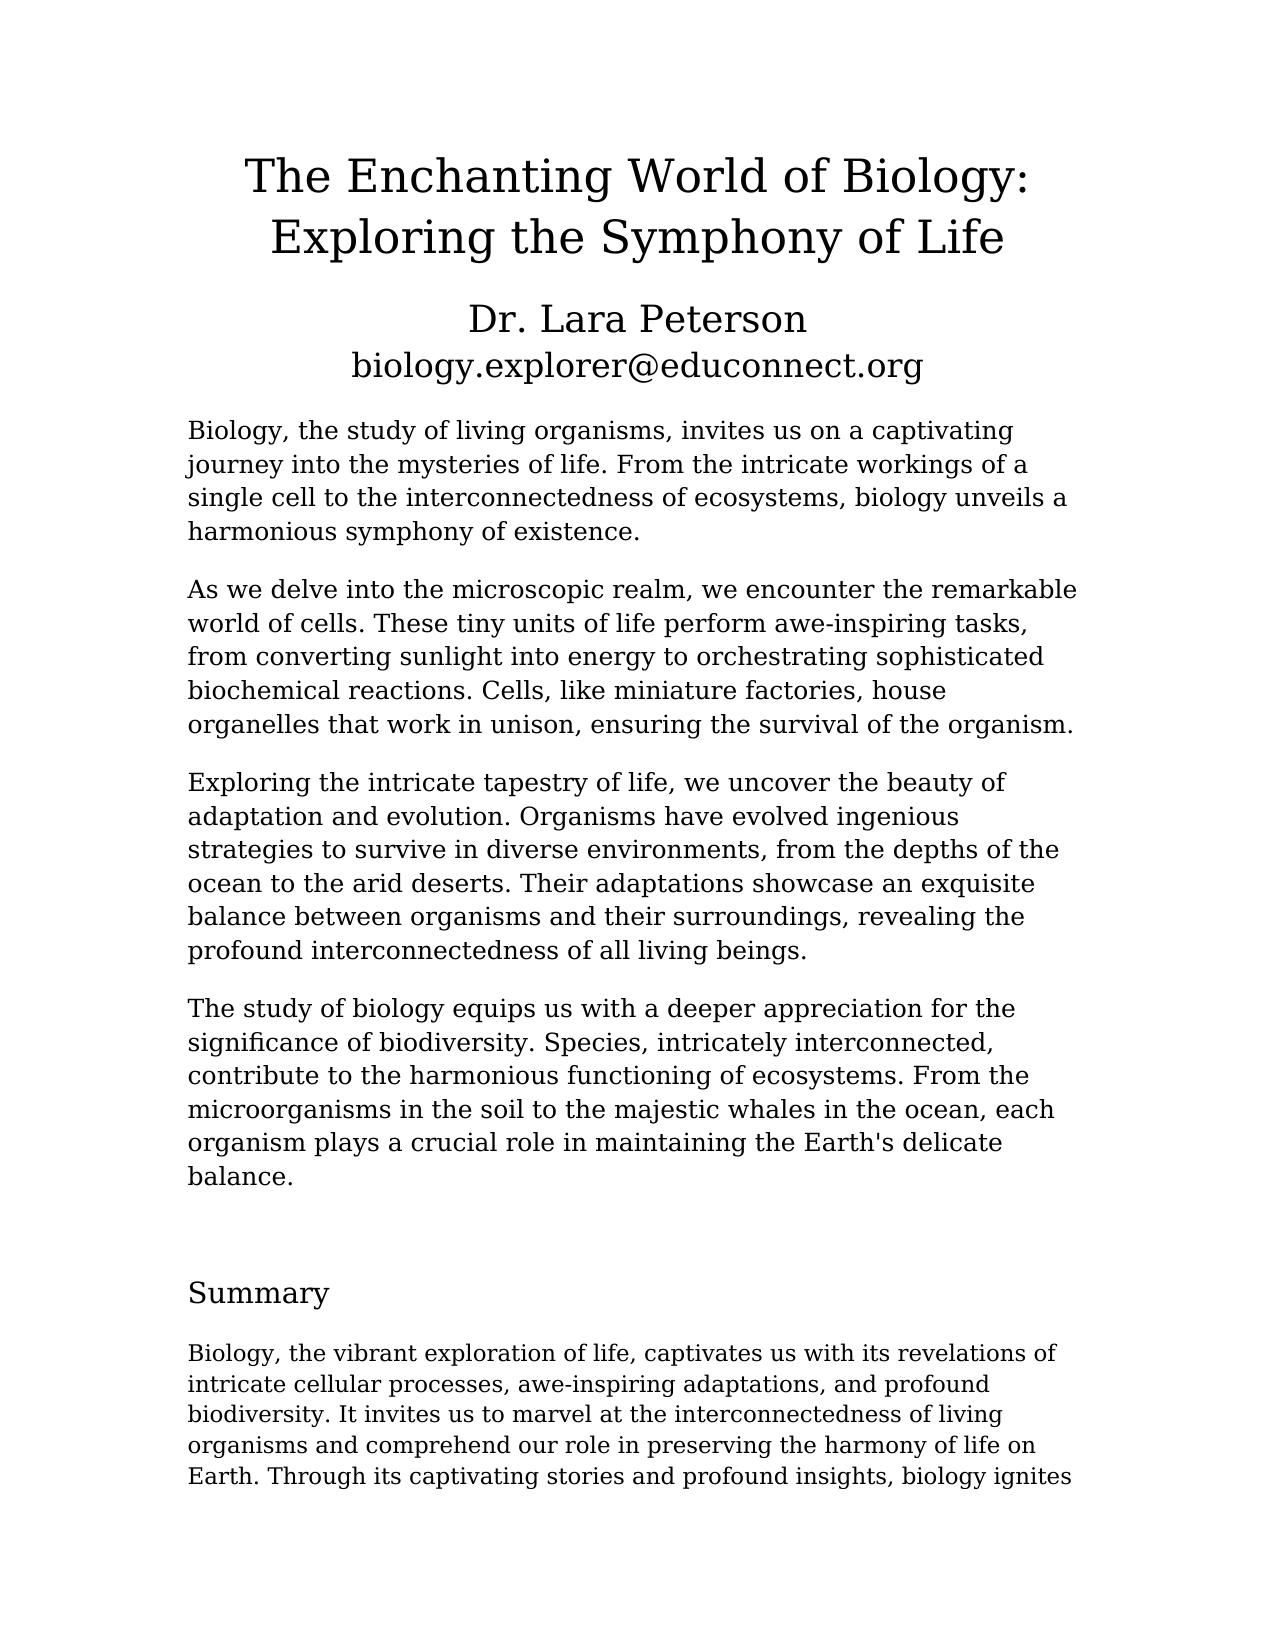 The Enchanting World of Biology:
Exploring the Symphony of Life
Dr. Lara Peterson
biology.explorer@educonnect.org
Biology, the study of living organisms, invites us on a captivating
journey into the mysteries of life. From the intricate workings of a
single cell to the interconnectedness of ecosystems, biology unveils a
harmonious symphony of existence.
As we delve into the microscopic realm, we encounter the remarkable
world of cells. These tiny units of life perform awe-inspiring tasks,
from converting sunlight into energy to orchestrating sophisticated
biochemical reactions. Cells, like miniature factories, house
organelles that work in unison, ensuring the survival of the organism.
Exploring the intricate tapestry of life, we uncover the beauty of
adaptation and evolution. Organisms have evolved ingenious
strategies to survive in diverse environments, from the depths of the
ocean to the arid deserts. Their adaptations showcase an exquisite
balance between organisms and their surroundings, revealing the
profound interconnectedness of all living beings.
The study of biology equips us with a deeper appreciation for the
significance of biodiversity. Species, intricately interconnected,
contribute to the harmonious functioning of ecosystems. From the
microorganisms in the soil to the majestic whales in the ocean, each
organism plays a crucial role in maintaining the Earth's delicate
balance.
Summary
Biology, the vibrant exploration of life, captivates us with its revelations of
intricate cellular processes, awe-inspiring adaptations, and profound
biodiversity. It invites us to marvel at the interconnectedness of living
organisms and comprehend our role in preserving the harmony of life on
Earth. Through its captivating stories and profound insights, biology ignites